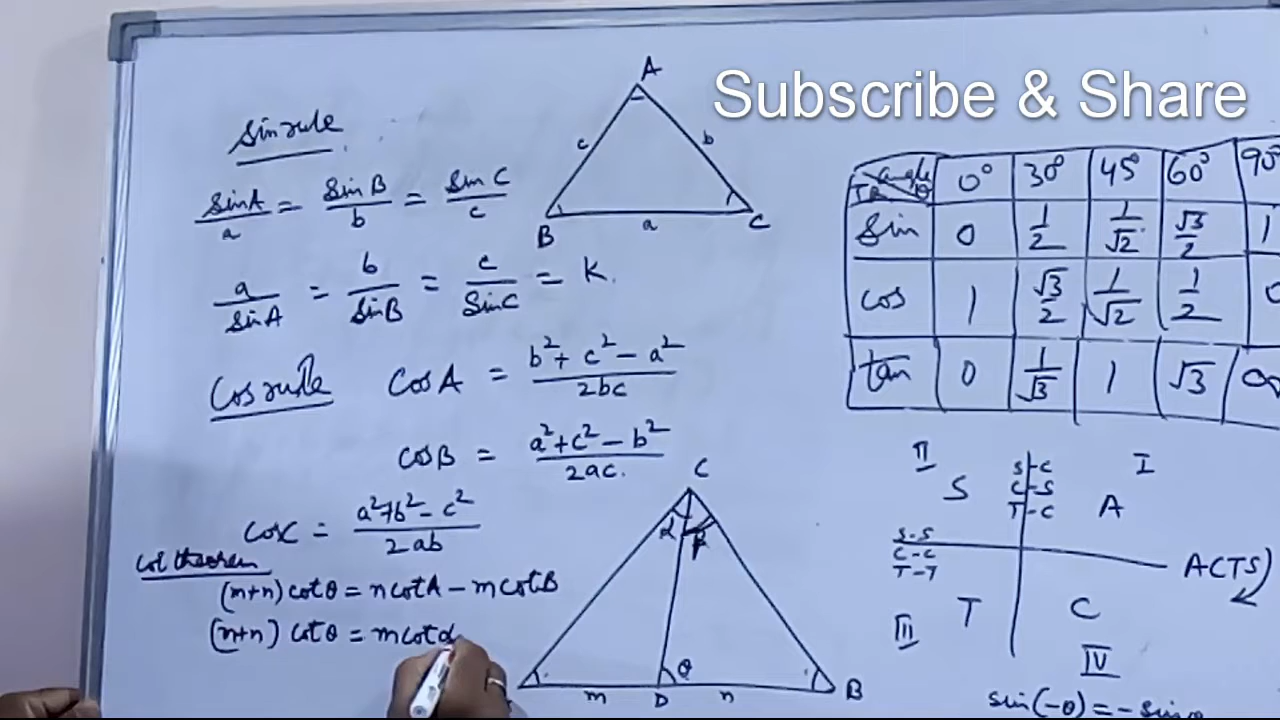 Subscribe & Share
Sin rule
SinA/a = SinB/b = SinC/c
a/SinA = b/SinB = c/SinC = K.
Cos rule CosA = b² + c² - a² / 2bc
cosB = a² + c² - b² / 2ac.
cosC = a² + b² - c² / 2ab
cot theorem
(m+n) cotθ = n cotA - m cotB
(m+n) cotθ = m cotα
A
c b
B a C
angle θ 0° 30° 45° 60° 90°
Sin 0 1/2 1/√2 √3/2 1
cos 1 √3/2 1/√2 1/2 0
tan 0 1/√3 1 √3 ∞
C
α β
θ
m D n B
II S I A
S-C
C-S
T-C
S-S
C-C
T-T
ACTS)
III T C IV
sin(-θ) = -sinθ